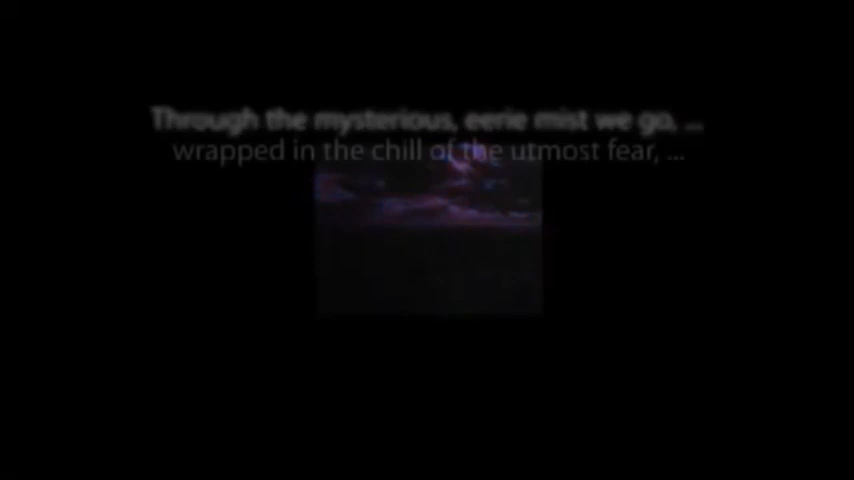 Through the mysterious, eerie mist we go, ...
wrapped in the chill of the utmost fear, ...